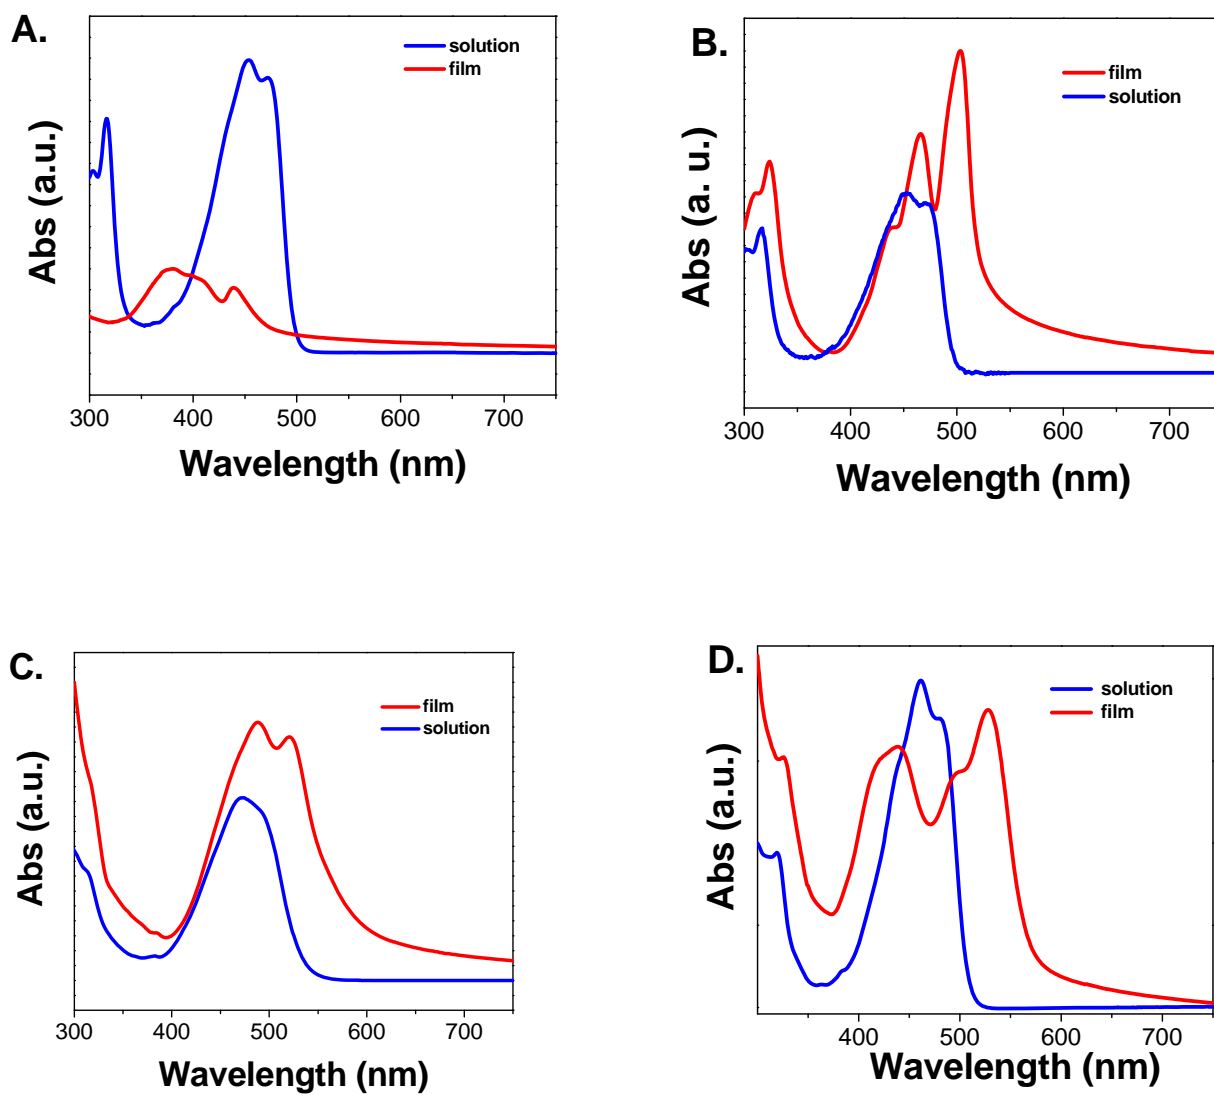 A.
solution
film
Abs (a.u.)
300 400 500 600 700
Wavelength (nm)
B.
film
solution
Abs (a. u.)
300 400 500 600 700
Wavelength (nm)
C.
film
solution
Abs (a.u.)
300 400 500 600 700
Wavelength (nm)
D.
solution
film
Abs (a.u.)
400 500 600 700
Wavelength (nm)